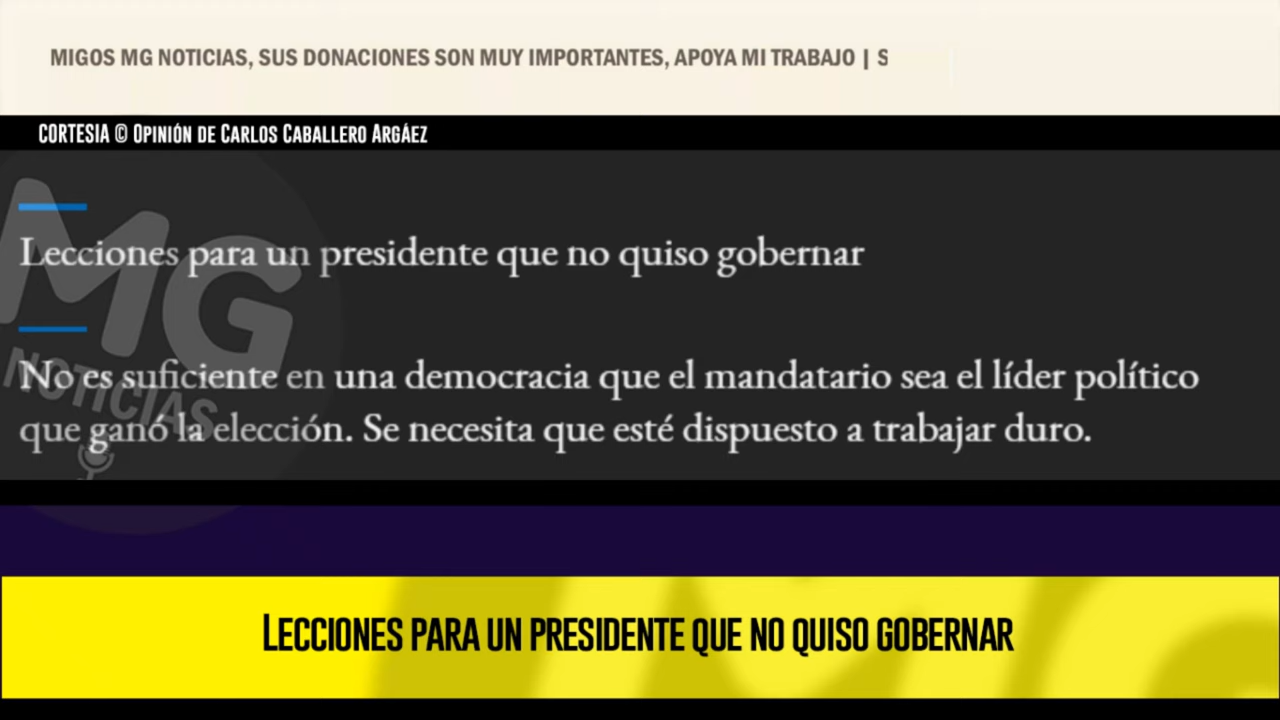 MIGOS MG NOTICIAS, SUS DONACIONES SON MUY IMPORTANTES, APOYA MI TRABAJO | S
CORTESIA © OPINIÓN DE CARLOS CABALLERO ARGÁEZ
Lecciones para un presidente que no quiso gobernar
No es suficiente en una democracia que el mandatario sea el líder político
que ganó la elección. Se necesita que esté dispuesto a trabajar duro.
MG
NOTICIAS
LECCIONES PARA UN PRESIDENTE QUE NO QUISO GOBERNAR